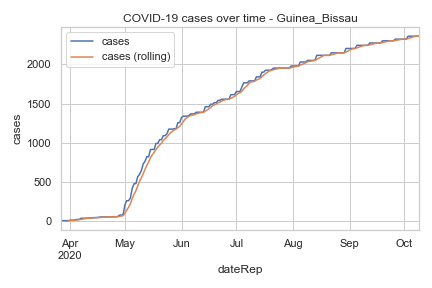 COVID-19 cases over time - Guinea_Bissau
cases
cases (rolling)
2000
1500
1000
500
0
cases
Apr May Jun Jul Aug Sep Oct
2020
dateRep